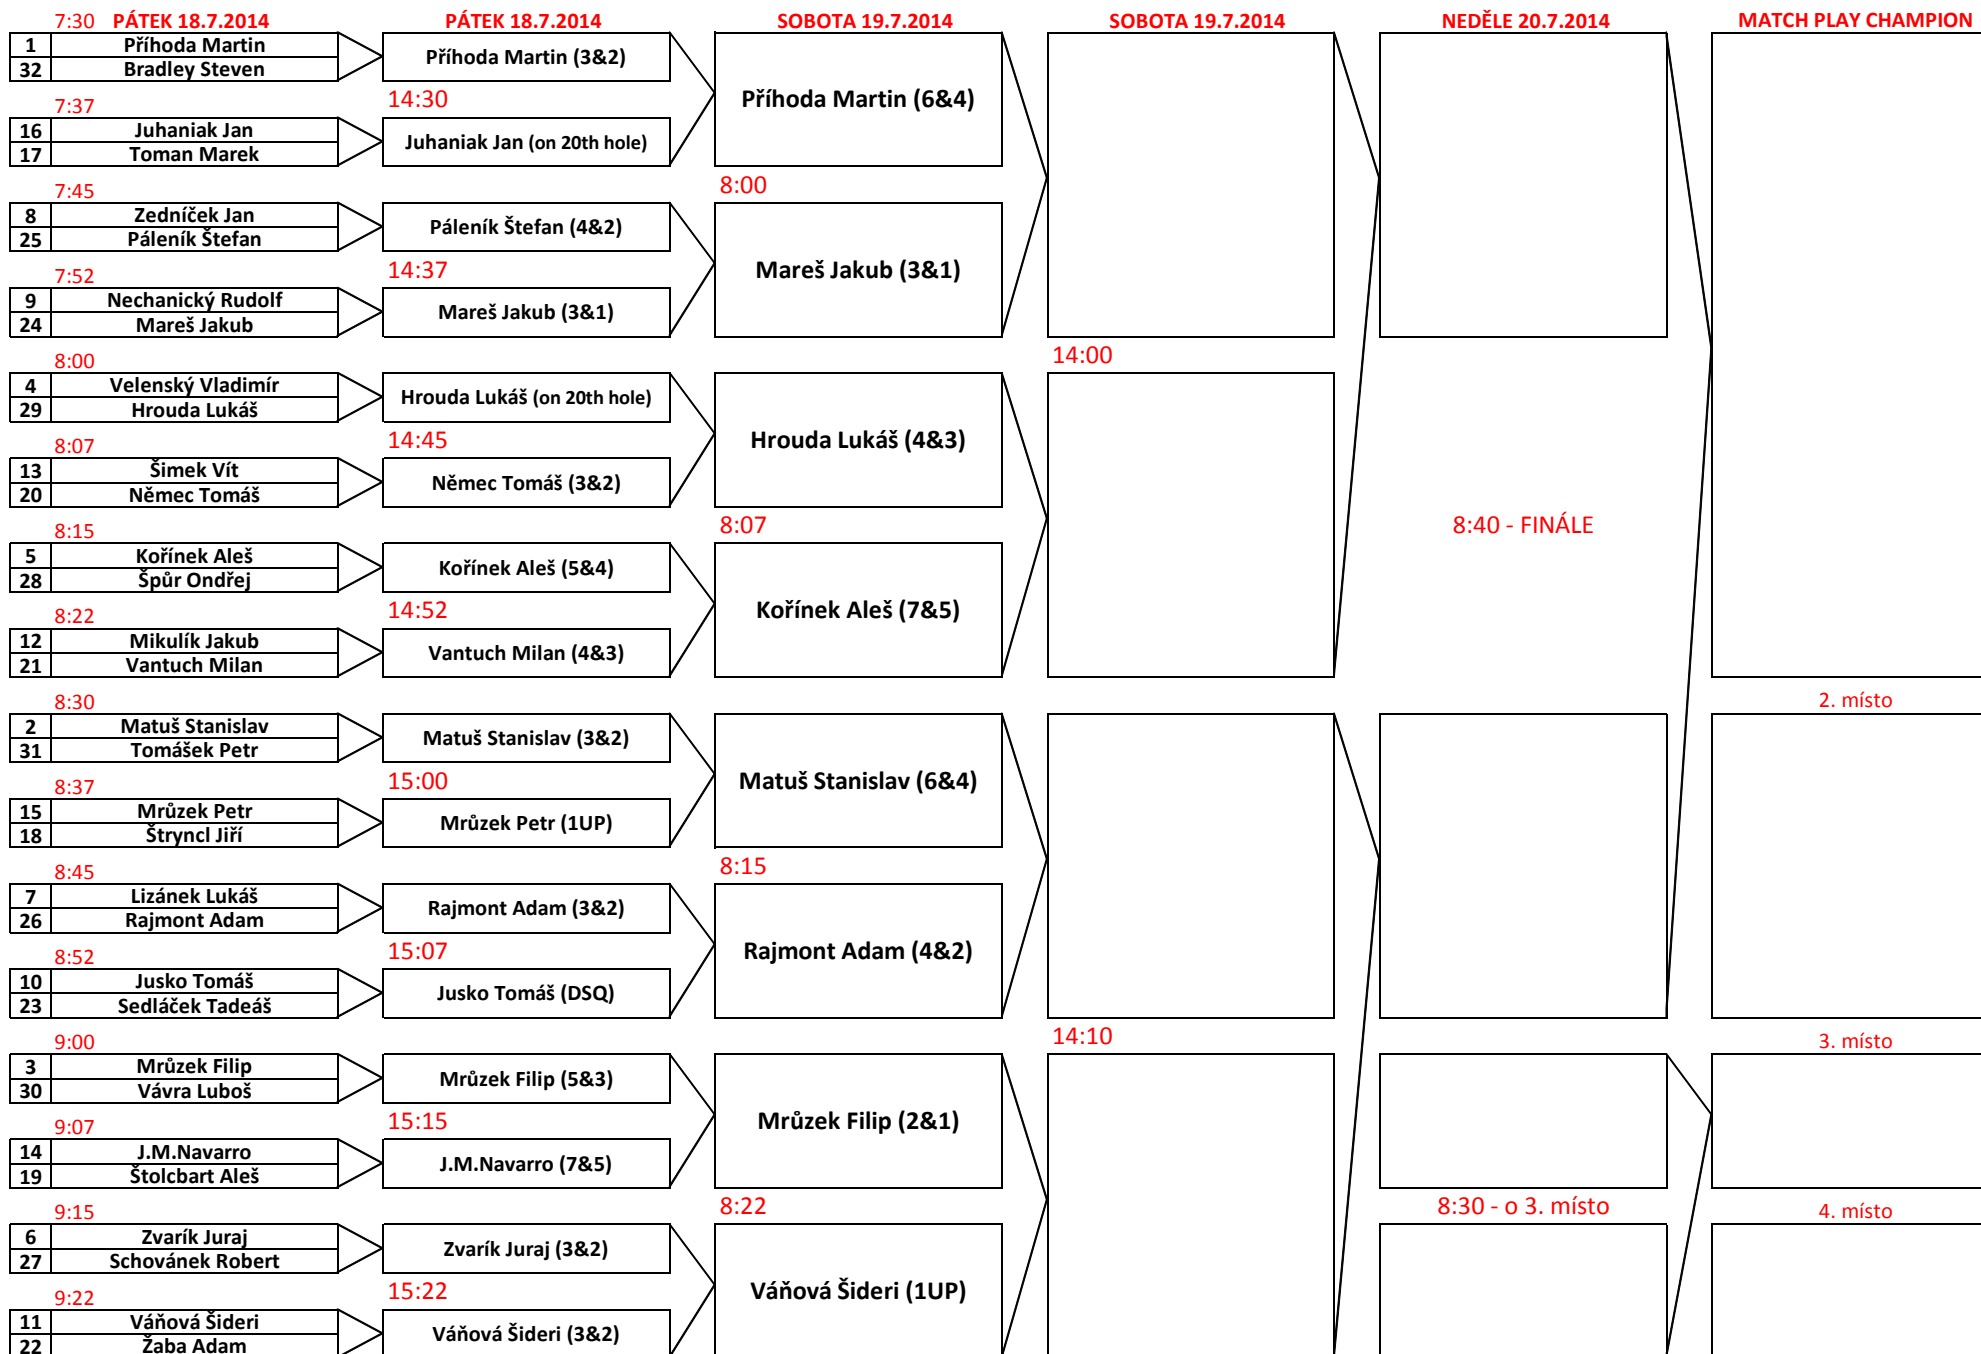 7:30 PÁTEK 18.7.2014 PÁTEK 18.7.2014 SOBOTA 19.7.2014 SOBOTA 19.7.2014 NEDĚLE 20.7.2014 MATCH PLAY CHAMPION
1 Příhoda Martin
32 Bradley Steven
Příhoda Martin (3&2)
7:37
14:30
Příhoda Martin (6&4)
16 Juhaniak Jan
17 Toman Marek
Juhaniak Jan (on 20th hole)
7:45
8:00
8 Zedníček Jan
25 Páleník Štefan
Páleník Štefan (4&2)
7:52
14:37
Mareš Jakub (3&1)
9 Nechanický Rudolf
24 Mareš Jakub
Mareš Jakub (3&1)
8:00
14:00
4 Velenský Vladimír
29 Hrouda Lukáš
Hrouda Lukáš (on 20th hole)
8:07
14:45
Hrouda Lukáš (4&3)
13 Šimek Vít
20 Němec Tomáš
Němec Tomáš (3&2)
8:15
8:07
8:40 - FINÁLE
5 Kořínek Aleš
28 Špůr Ondřej
Kořínek Aleš (5&4)
8:22
14:52
Kořínek Aleš (7&5)
12 Mikulík Jakub
21 Vantuch Milan
Vantuch Milan (4&3)
8:30
2. místo
2 Matuš Stanislav
31 Tomášek Petr
Matuš Stanislav (3&2)
8:37
15:00
Matuš Stanislav (6&4)
15 Mrůzek Petr
18 Štryncl Jiří
Mrůzek Petr (1UP)
8:45
8:15
7 Lizánek Lukáš
26 Rajmont Adam
Rajmont Adam (3&2)
8:52
15:07
Rajmont Adam (4&2)
10 Jusko Tomáš
23 Sedláček Tadeáš
Jusko Tomáš (DSQ)
9:00
14:10
3. místo
3 Mrůzek Filip
30 Vávra Luboš
Mrůzek Filip (5&3)
9:07
15:15
Mrůzek Filip (2&1)
14 J.M.Navarro
19 Štolcbart Aleš
J.M.Navarro (7&5)
9:15
8:22
8:30 - o 3. místo
4. místo
6 Zvarík Juraj
27 Schovánek Robert
Zvarík Juraj (3&2)
9:22
15:22
Váňová Šideri (1UP)
11 Váňová Šideri
22 Žaba Adam
Váňová Šideri (3&2)